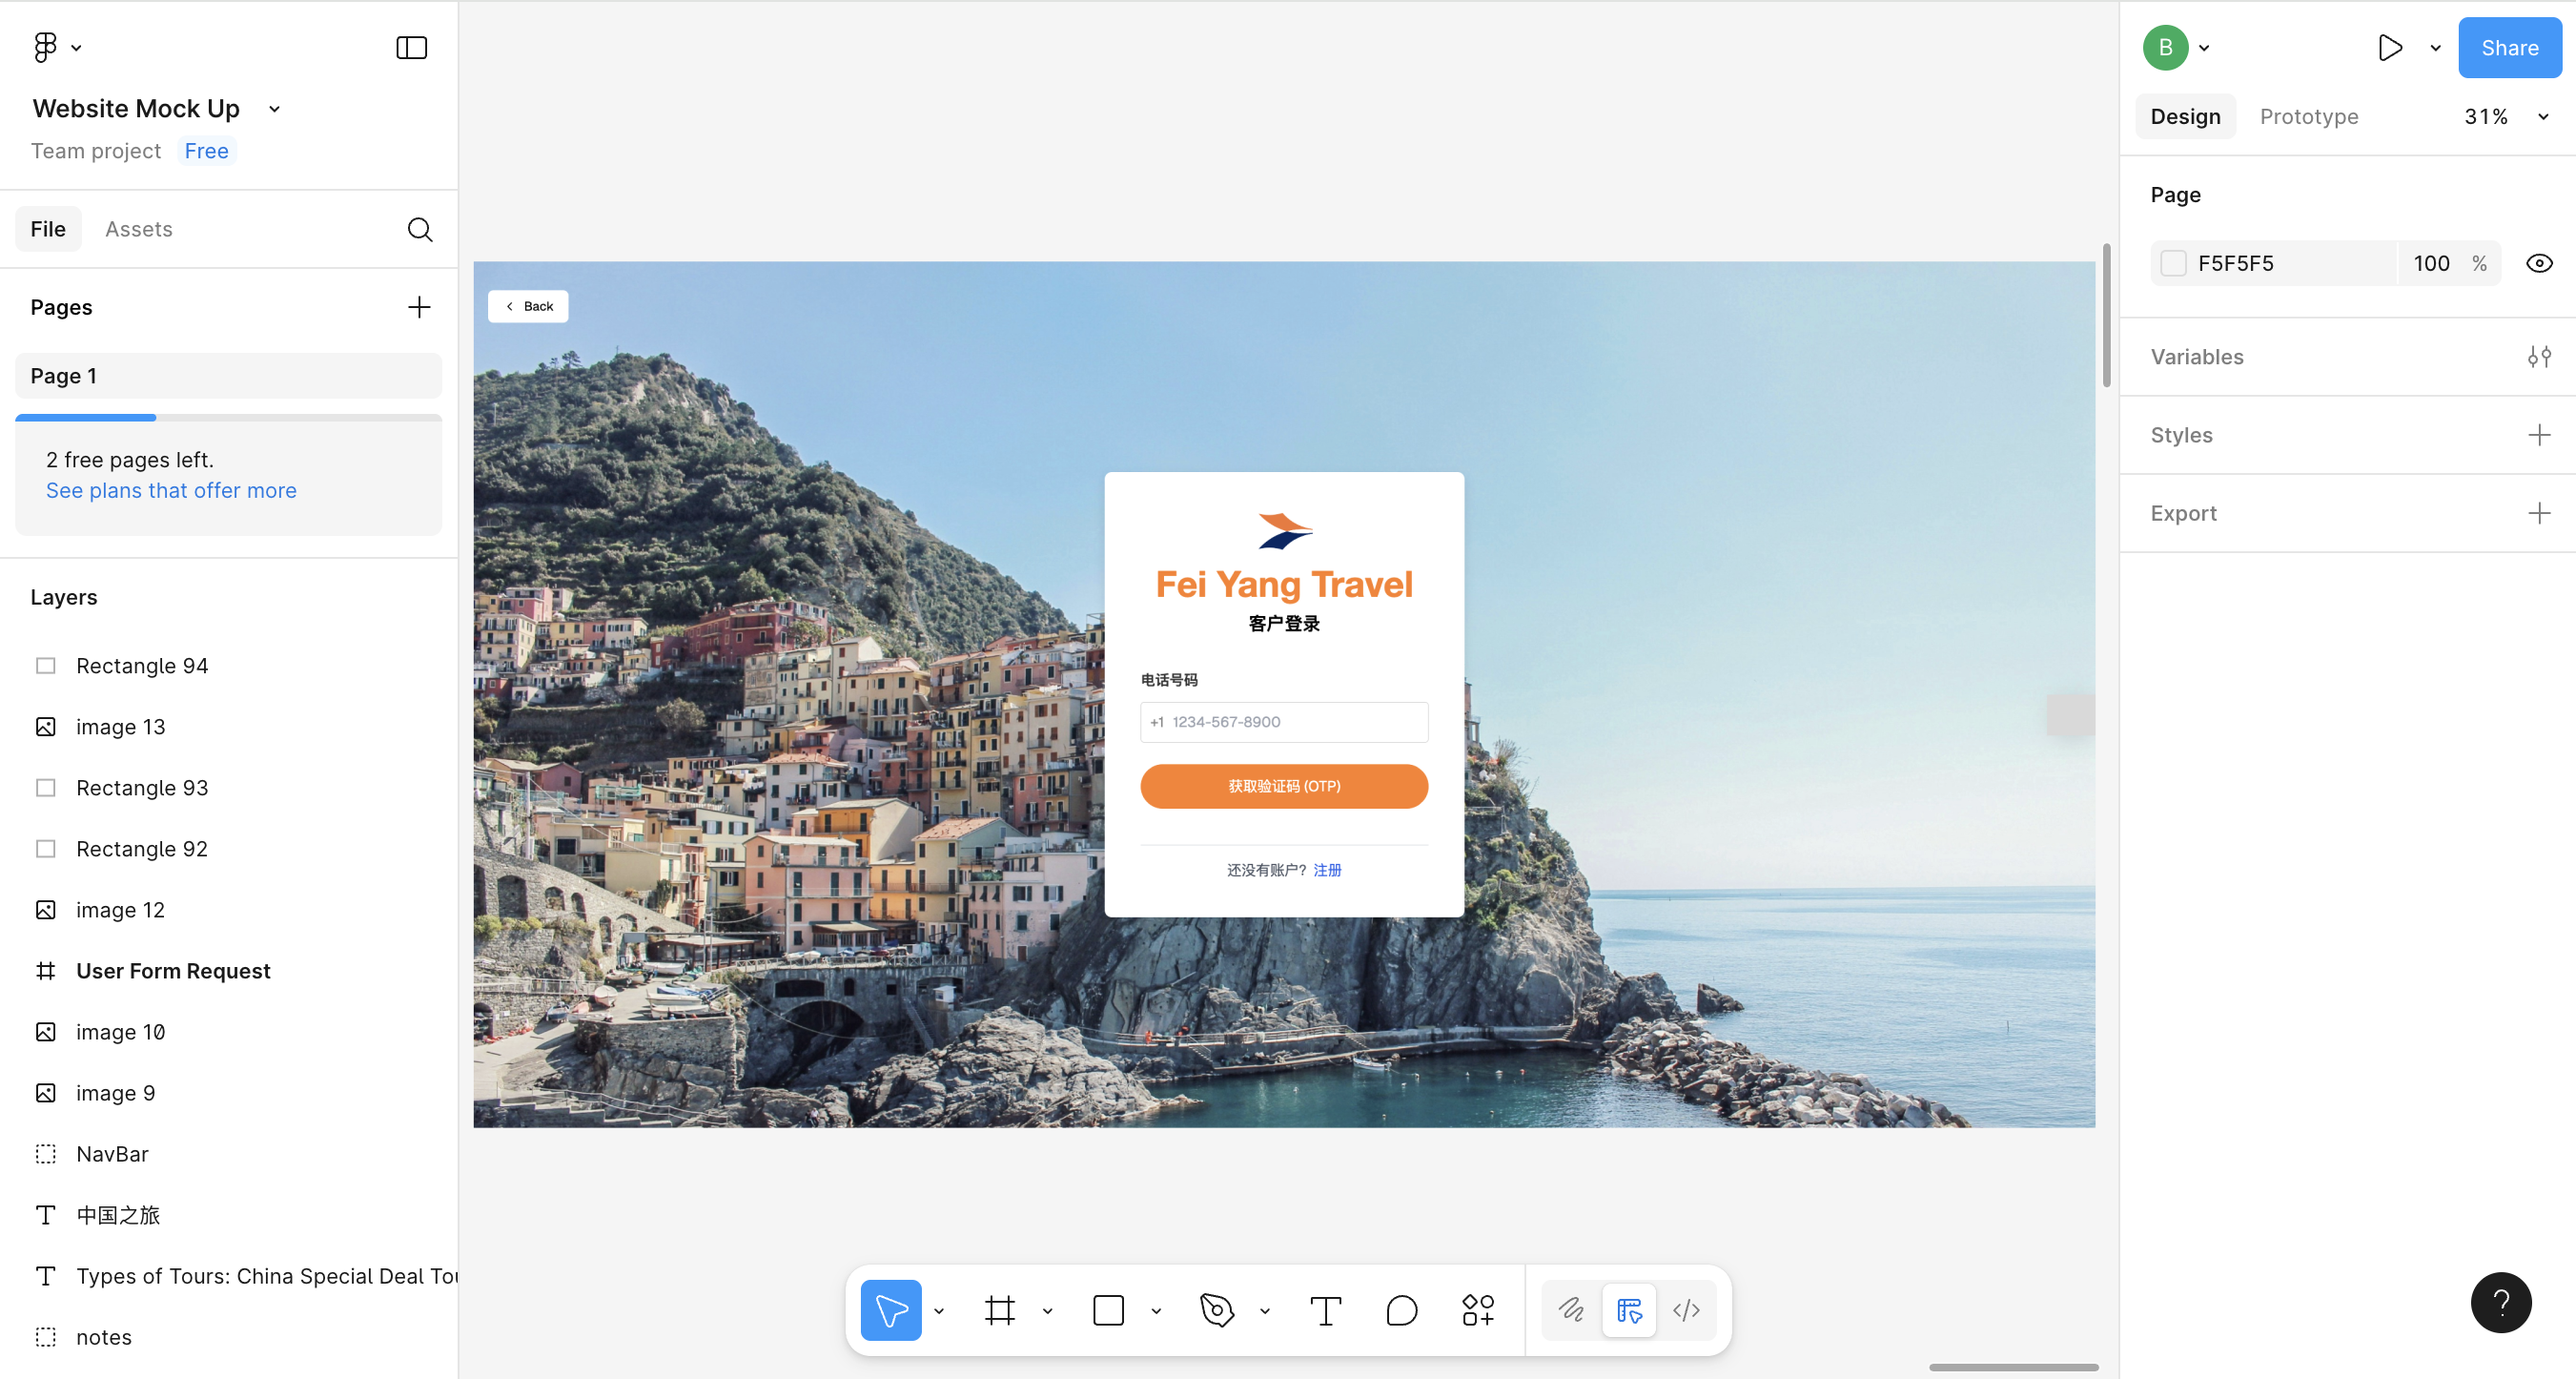 Website Mock Up
Team project Free
File Assets
Pages
Page 1
2 free pages left.
See plans that offer more
Layers
Rectangle 94
image 13
Rectangle 93
Rectangle 92
image 12
User Form Request
image 10
image 9
NavBar
中国之旅
Types of Tours: China Special Deal Tou
notes
Back
Fei Yang Travel
客户登录
电话号码
+1 1234-567-8900
获取验证码 (OTP)
还没有账户? 注册
B
Share
Design Prototype 31%
Page
F5F5F5 100 %
Variables
Styles
Export
?